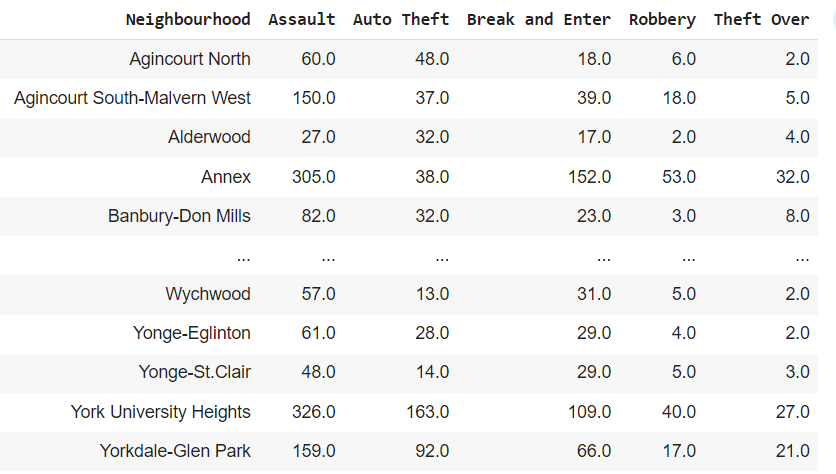 Neighbourhood Assault Auto Theft Break and Enter Robbery Theft Over
Agincourt North 60.0 48.0 18.0 6.0 2.0
Agincourt South-Malvern West 150.0 37.0 39.0 18.0 5.0
Alderwood 27.0 32.0 17.0 2.0 4.0
Annex 305.0 38.0 152.0 53.0 32.0
Banbury-Don Mills 82.0 32.0 23.0 3.0 8.0
... ... ... ... ... ...
Wychwood 57.0 13.0 31.0 5.0 2.0
Yonge-Eglinton 61.0 28.0 29.0 4.0 2.0
Yonge-St.Clair 48.0 14.0 29.0 5.0 3.0
York University Heights 326.0 163.0 109.0 40.0 27.0
Yorkdale-Glen Park 159.0 92.0 66.0 17.0 21.0